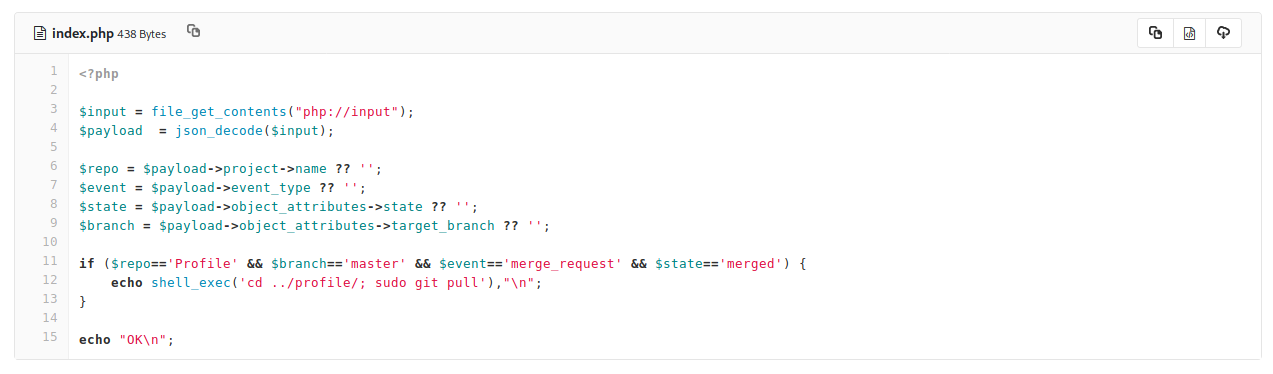 index.php 438 Bytes
1 <?php
2
3 $input = file_get_contents("php://input");
4 $payload  = json_decode($input);
5
6 $repo = $payload->project->name ?? '';
7 $event = $payload->event_type ?? '';
8 $state = $payload->object_attributes->state ?? '';
9 $branch = $payload->object_attributes->target_branch ?? '';
10
11 if ($repo=='Profile' && $branch=='master' && $event=='merge_request' && $state=='merged') {
12     echo shell_exec('cd ../profile/; sudo git pull'),"\n";
13 }
14
15 echo "OK\n";